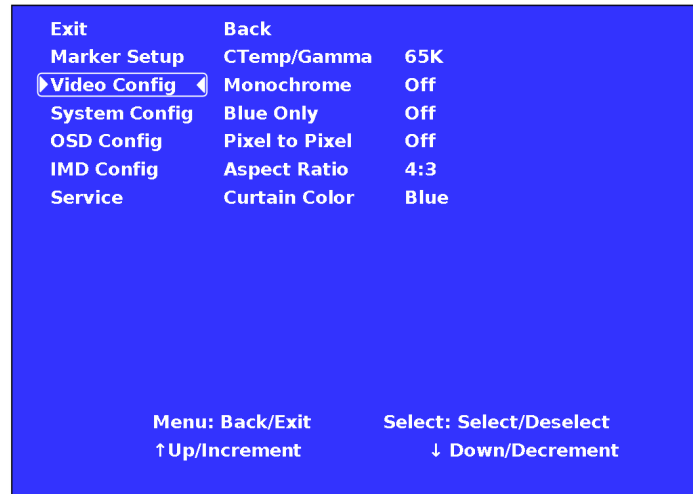 Exit Back
Marker Setup CTemp/Gamma 65K
Video Config Monochrome Off
System Config Blue Only Off
OSD Config Pixel to Pixel Off
IMD Config Aspect Ratio 4:3
Service Curtain Color Blue
Menu: Back/Exit Select: Select/Deselect
↑Up/Increment ↓ Down/Decrement